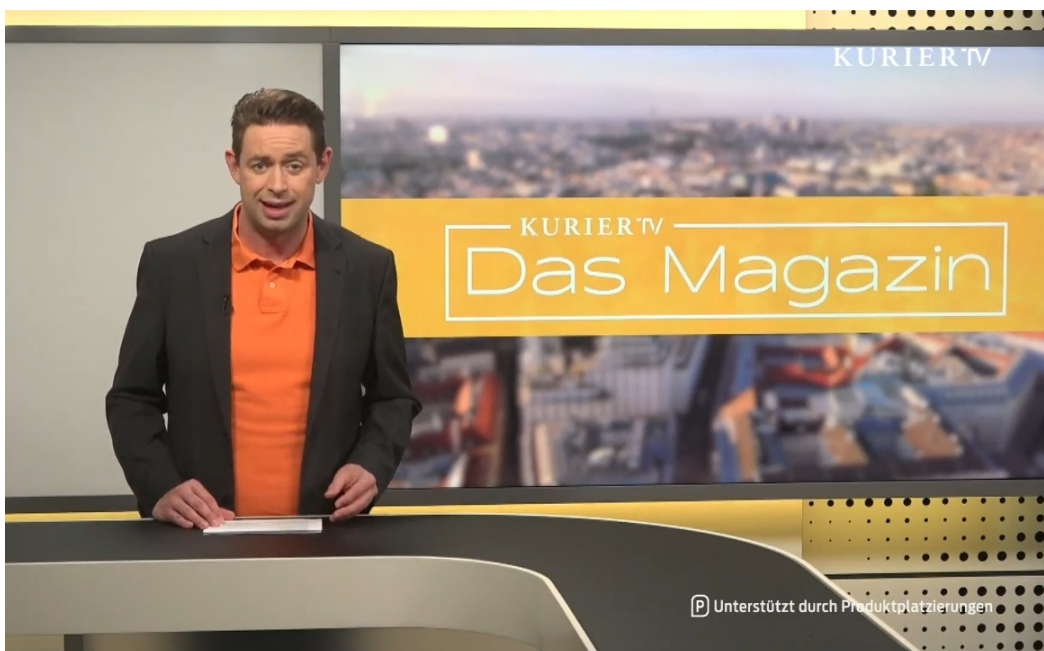 KURIER TV
KURIER TV
Das Magazin
P Unterstützt durch Produktplatzierungen